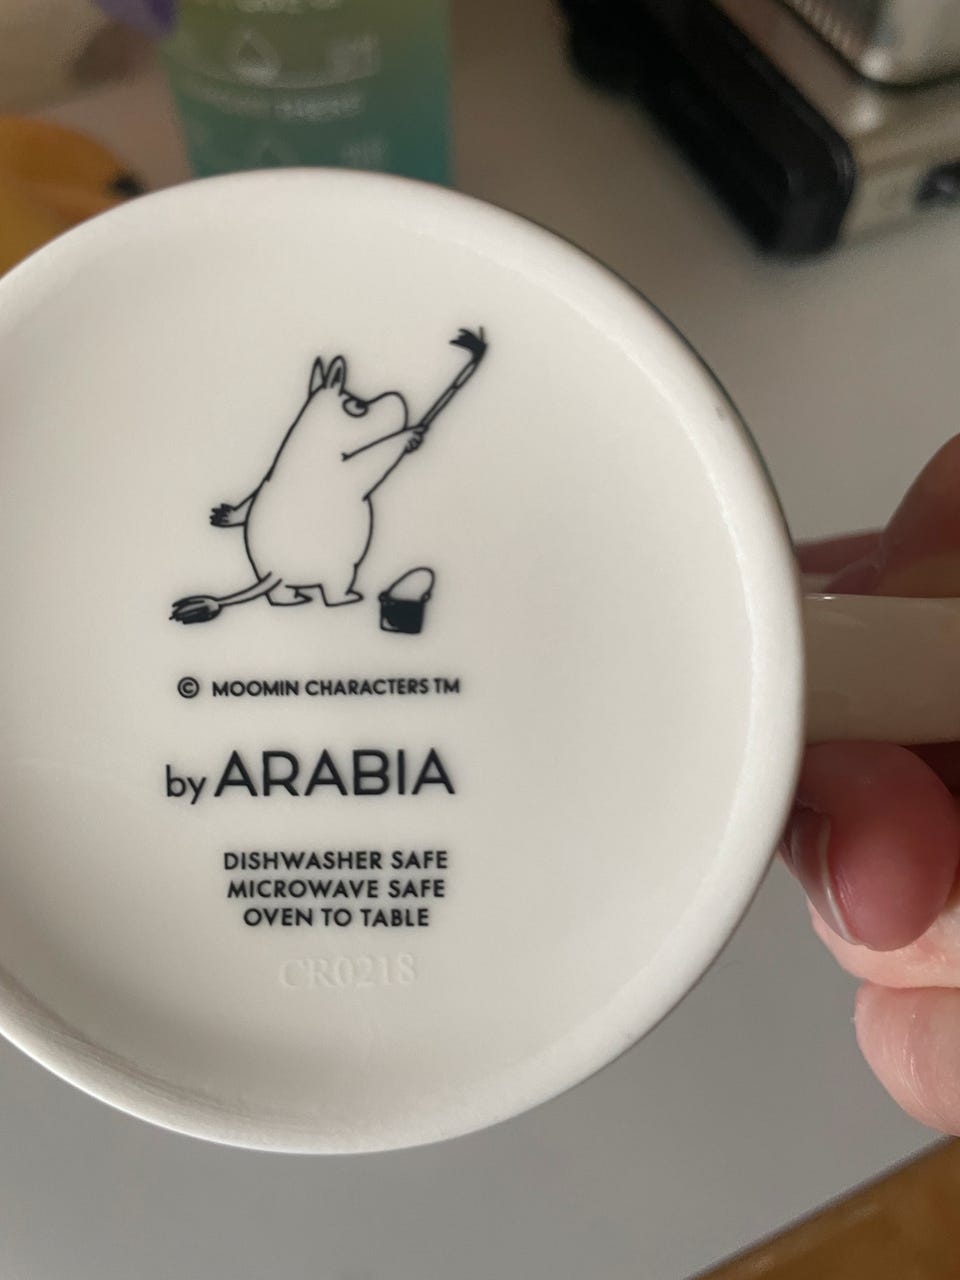 © MOOMIN CHARACTERS TM
by ARABIA
DISHWASHER SAFE
MICROWAVE SAFE
OVEN TO TABLE
CR0218